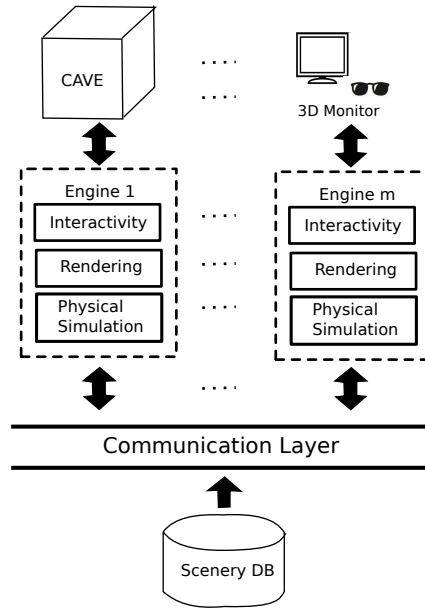 CAVE
3D Monitor
Engine 1
Interactivity
Rendering
Physical
Simulation
Engine m
Interactivity
Rendering
Physical
Simulation
Communication Layer
Scenery DB